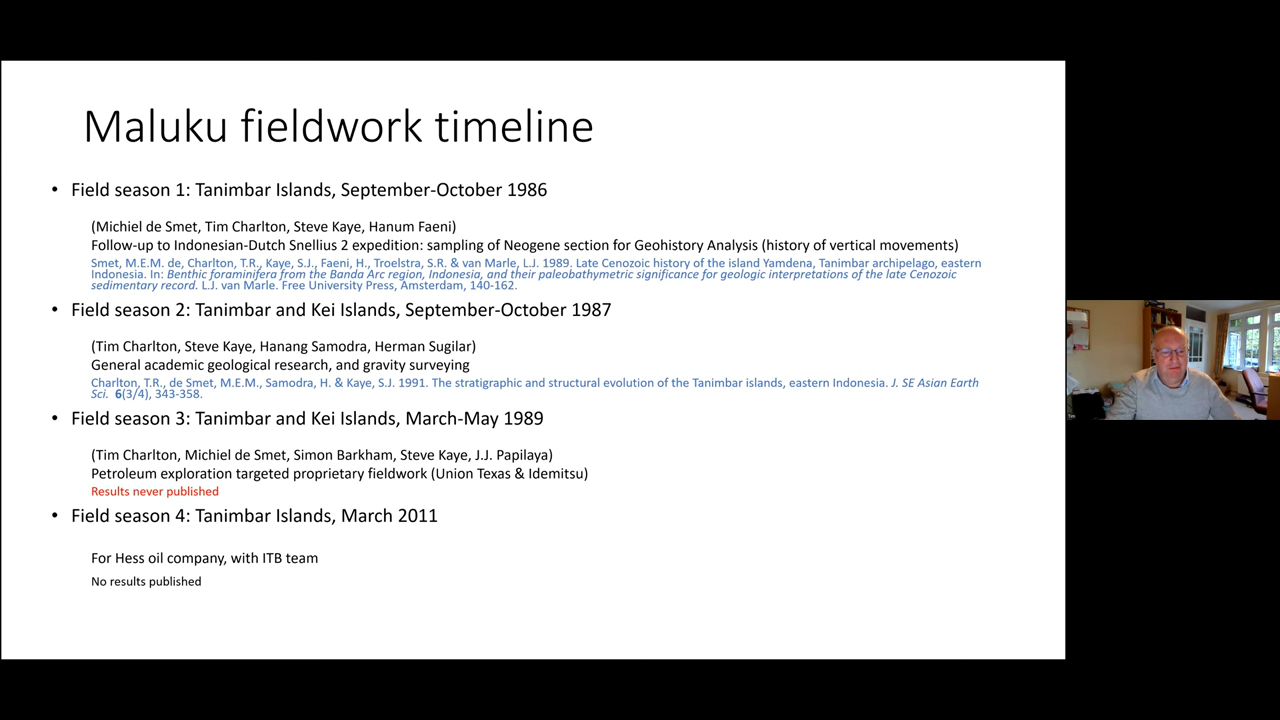 Maluku fieldwork timeline
• Field season 1: Tanimbar Islands, September-October 1986
(Michiel de Smet, Tim Charlton, Steve Kaye, Hanum Faeni)
Follow-up to Indonesian-Dutch Snellius 2 expedition: sampling of Neogene section for Geohistory Analysis (history of vertical movements)
Smet, M.E.M. de, Charlton, T.R., Kaye, S.J., Faeni, H., Troelstra, S.R. & van Marle, L.J. 1989. Late Cenozoic history of the island Yamdena, Tanimbar archipelago, eastern
Indonesia. In: Benthic foraminifera from the Banda Arc region, Indonesia, and their paleobathymetric significance for geologic interpretations of the late Cenozoic
sedimentary record. L.J. van Marle. Free University Press, Amsterdam, 140-162.
• Field season 2: Tanimbar and Kei Islands, September-October 1987
(Tim Charlton, Steve Kaye, Hanang Samodra, Herman Sugilar)
General academic geological research, and gravity surveying
Charlton, T.R., de Smet, M.E.M., Samodra, H. & Kaye, S.J. 1991. The stratigraphic and structural evolution of the Tanimbar islands, eastern Indonesia. J. SE Asian Earth
Sci. 6(3/4), 343-358.
• Field season 3: Tanimbar and Kei Islands, March-May 1989
(Tim Charlton, Michiel de Smet, Simon Barkham, Steve Kaye, J.J. Papilaya)
Petroleum exploration targeted proprietary fieldwork (Union Texas & Idemitsu)
Results never published
• Field season 4: Tanimbar Islands, March 2011
For Hess oil company, with ITB team
No results published